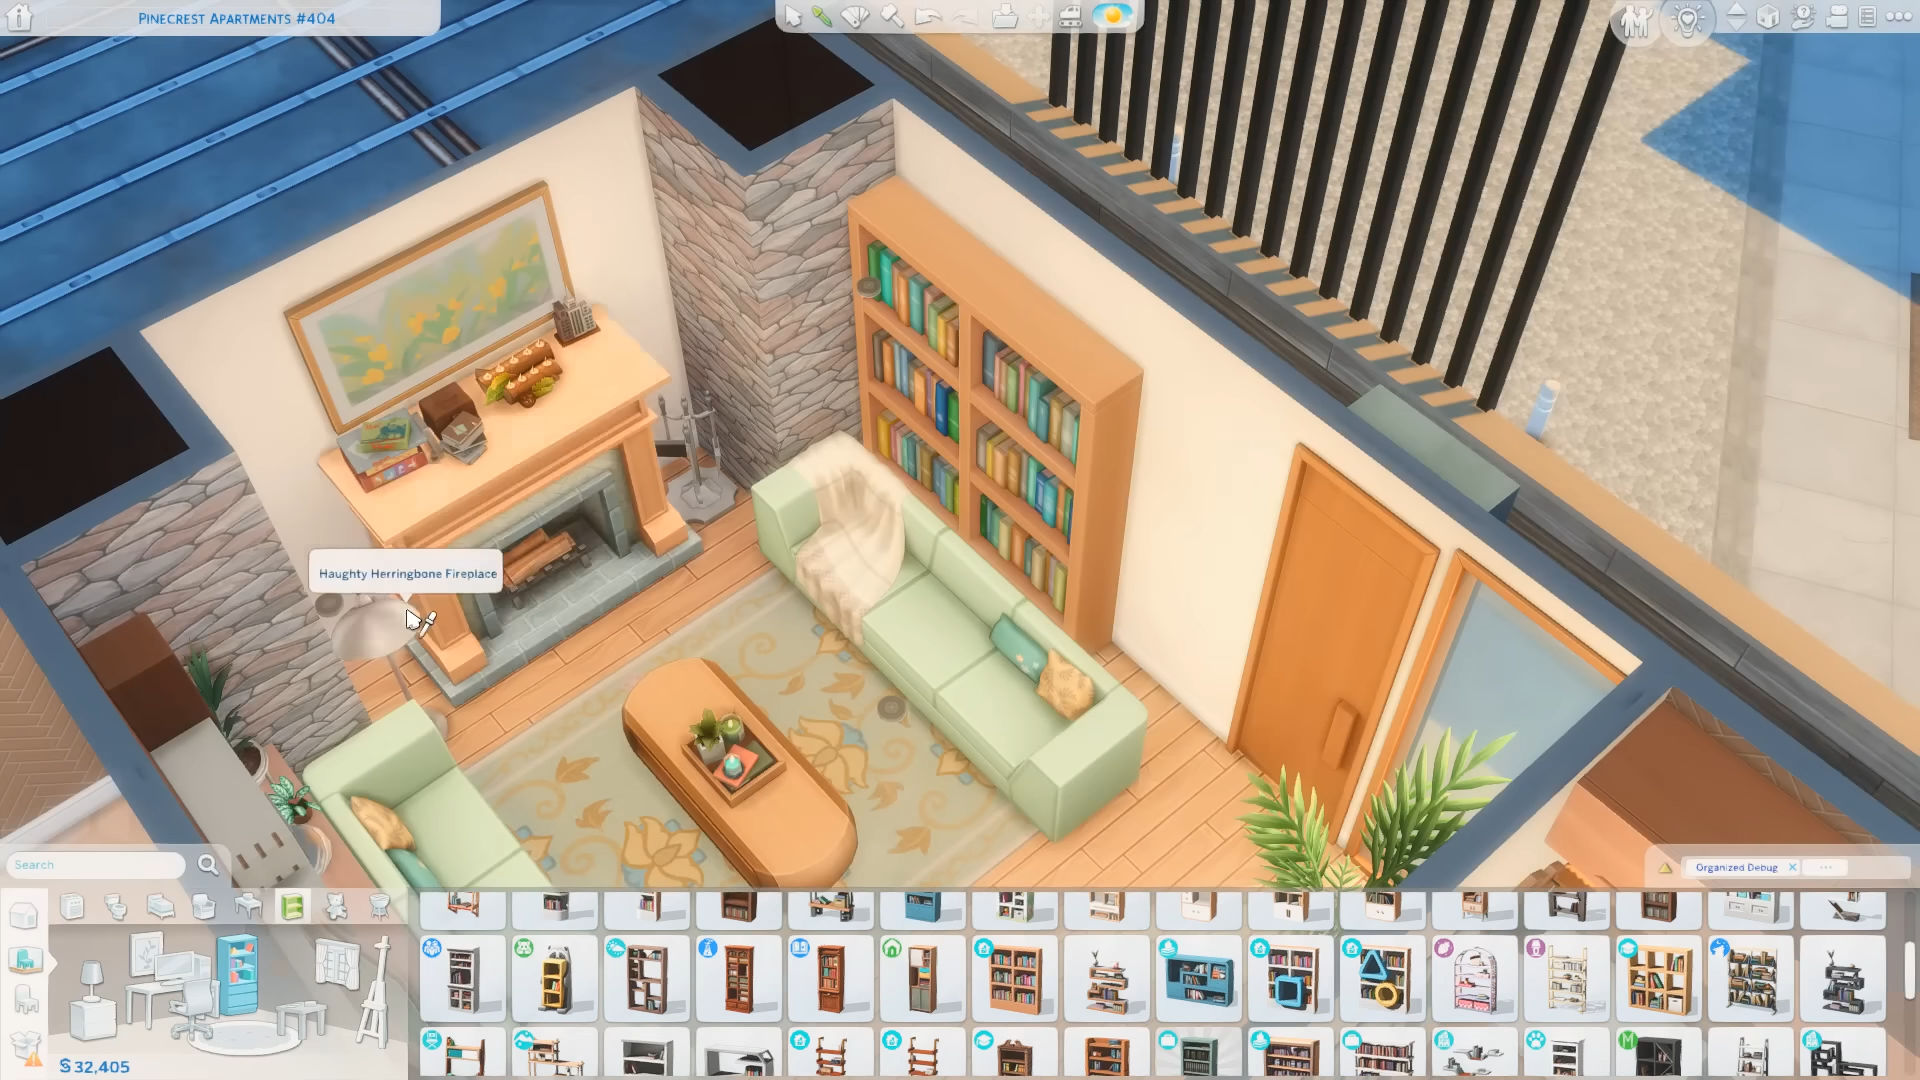 Pinecrest Apartments #404
Haughty Herringbone Fireplace
Search
Organized Debug
32,405